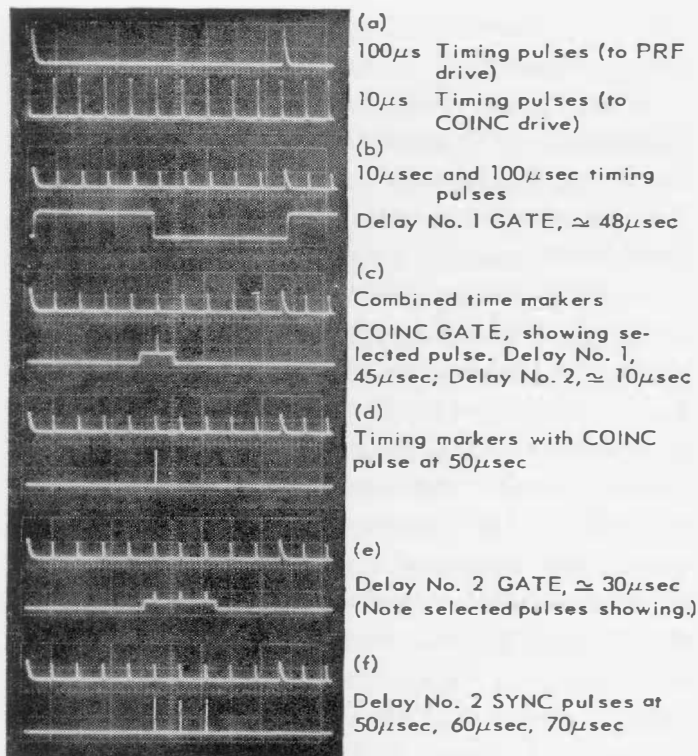 (a)
100μs Timing pulses (to PRF
drive)
10μs Timing pulses (to
COINC drive)
(b)
10μsec and 100μsec timing
pulses
Delay No. 1 GATE, ≃ 48μsec
(c)
Combined time markers
COINC GATE, showing se-
lected pulse. Delay No. 1,
45μsec; Delay No. 2, ≃ 10μsec
(d)
Timing markers with COINC
pulse at 50μsec
(e)
Delay No. 2 GATE, ≃ 30μsec
(Note selected pulses showing.)
(f)
Delay No. 2 SYNC pulses at
50μsec, 60μsec, 70μsec